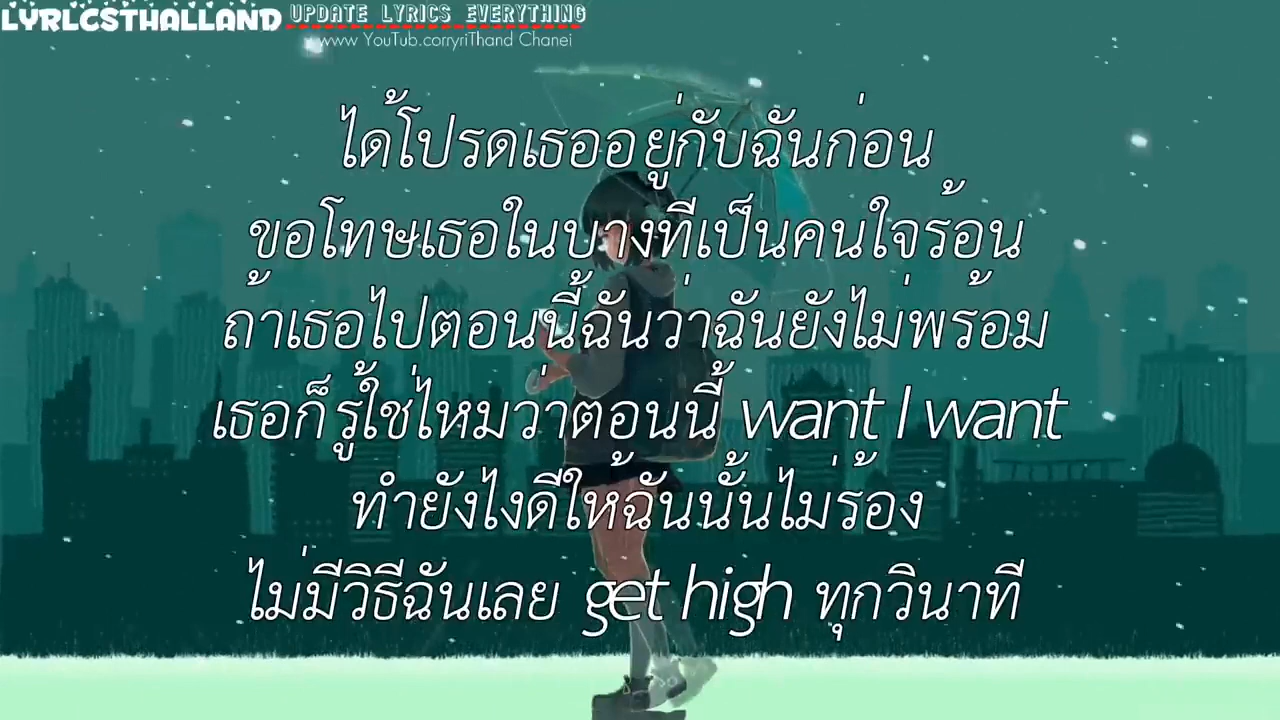 LYRLCSTHALLAND UPDATE LYRICS EVERYTHING
www YouTub.corryriThand Chanei
ได้โปรดเธออยู่กับฉันก่อน
ขอโทษเธอในบางทีเป็นคนใจร้อน
ถ้าเธอไปตอนนี้ฉันว่าฉันยังไม่พร้อม
เธอก็รู้ใช่ไหมว่าตอนนี้ want I want
ทำยังไงดีให้ฉันนั้นไม่ร้อง
ไม่มีวิธีฉันเลย get high ทุกวินาที